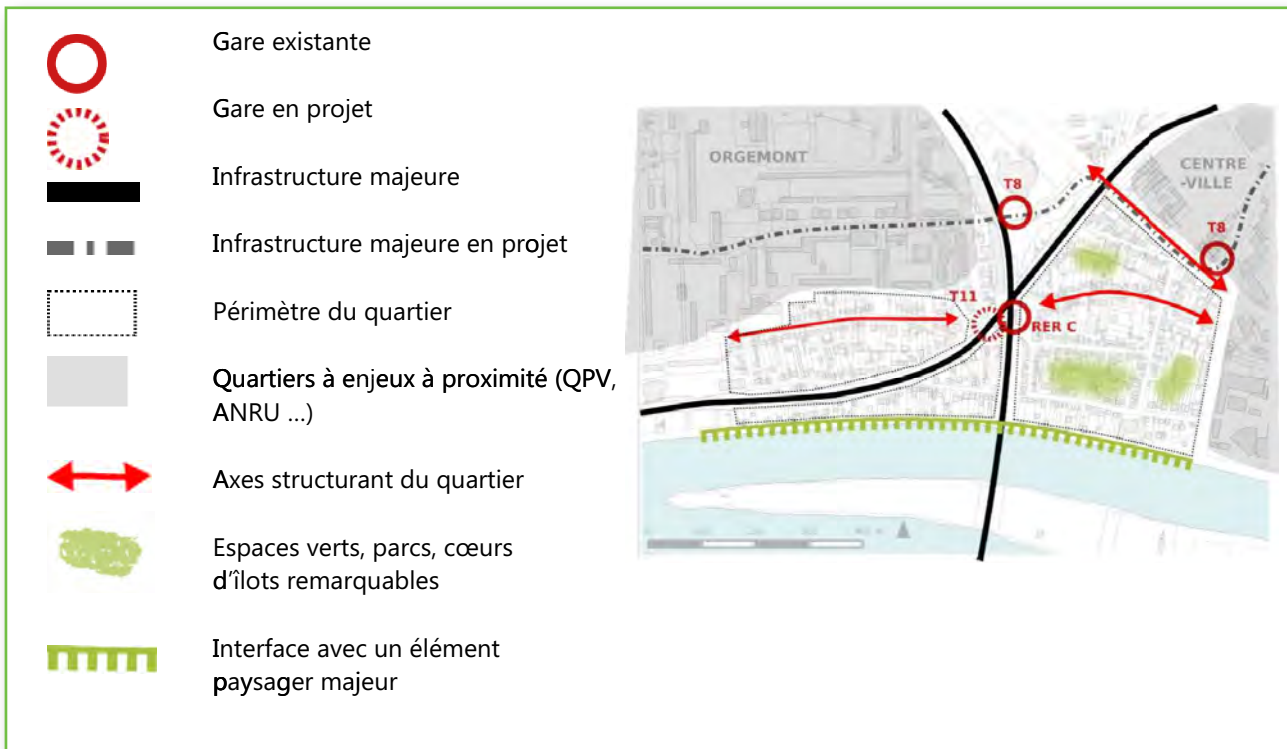 Gare existante
Gare en projet
Infrastructure majeure
Infrastructure majeure en projet
Périmètre du quartier
Quartiers à enjeux à proximité (QPV,
ANRU ...)
Axes structurant du quartier
Espaces verts, parcs, cœurs
d'îlots remarquables
Interface avec un élément
paysager majeur
ORGEMONT
CENTRE
-VILLE
T8
T8
T11
RER C